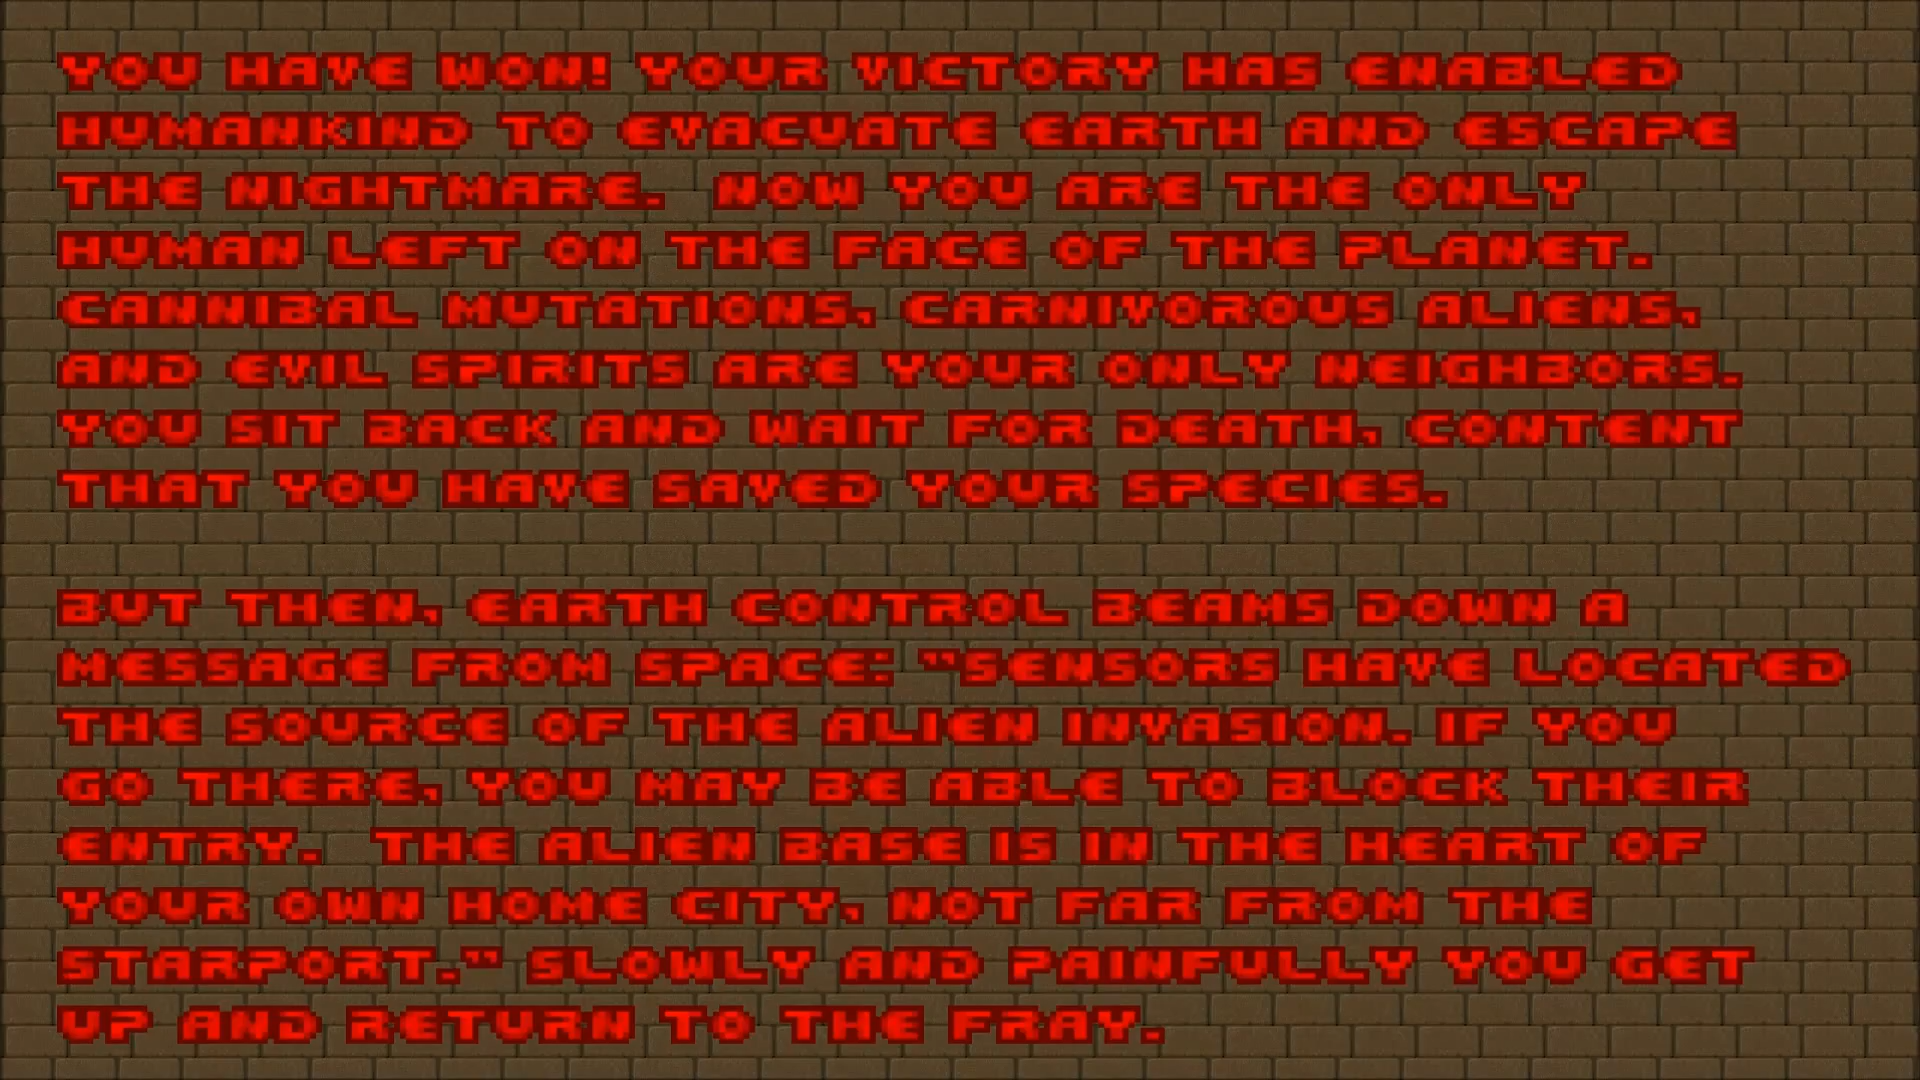 YOU HAVE WON! YOUR VICTORY HAS ENABLED
HUMANKIND TO EVACUATE EARTH AND ESCAPE
THE NIGHTMARE.  NOW YOU ARE THE ONLY
HUMAN LEFT ON THE FACE OF THE PLANET.
CANNIBAL MUTATIONS, CARNIVOROUS ALIENS,
AND EVIL SPIRITS ARE YOUR ONLY NEIGHBORS.
YOU SIT BACK AND WAIT FOR DEATH, CONTENT
THAT YOU HAVE SAVED YOUR SPECIES.
BUT THEN, EARTH CONTROL BEAMS DOWN A
MESSAGE FROM SPACE: "SENSORS HAVE LOCATED
THE SOURCE OF THE ALIEN INVASION. IF YOU
GO THERE, YOU MAY BE ABLE TO BLOCK THEIR
ENTRY.  THE ALIEN BASE IS IN THE HEART OF
YOUR OWN HOME CITY, NOT FAR FROM THE
STARPORT." SLOWLY AND PAINFULLY YOU GET
UP AND RETURN TO THE FRAY.